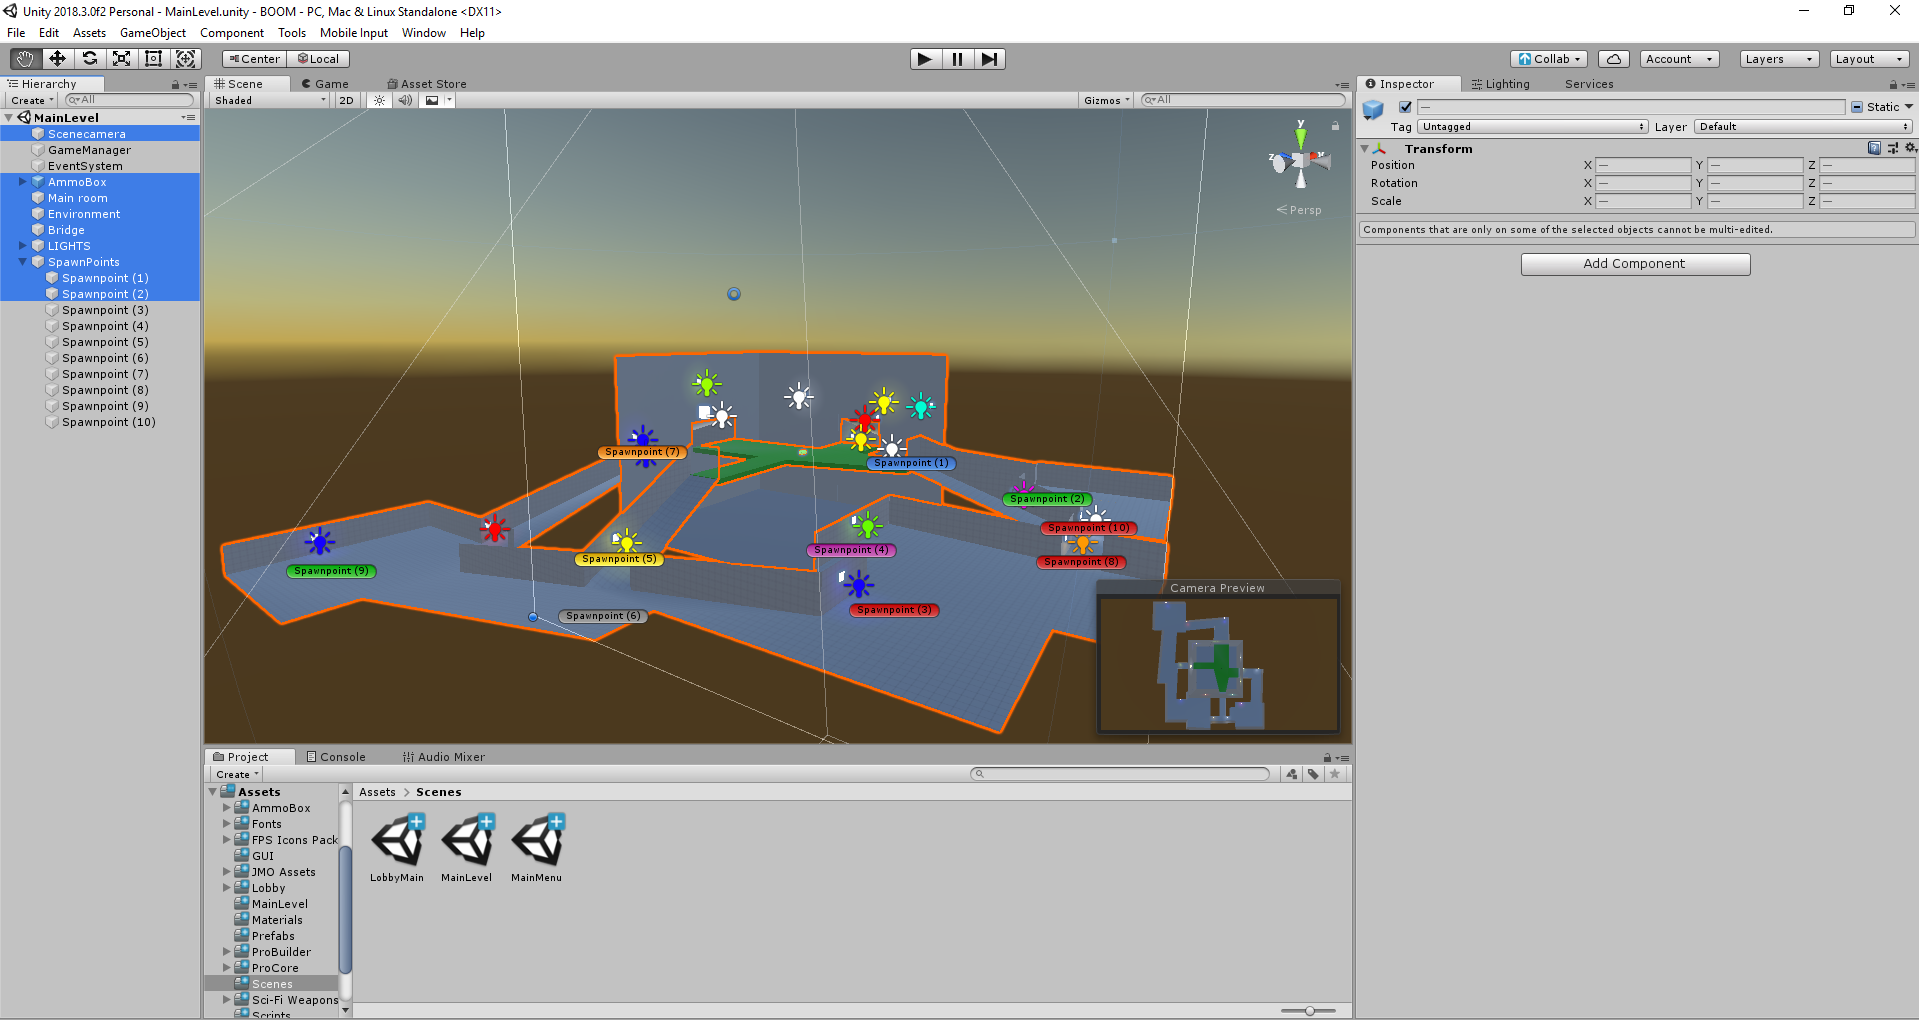 Unity 2018.3.0f2 Personal - MainLevel.unity - BOOM - PC, Mac & Linux Standalone <DX11>
File Edit Assets GameObject Component Tools Mobile Input Window Help
Center Local Collab Account Layers Layout
Hierarchy
Create All
MainLevel
Scenecamera
GameManager
EventSystem
AmmoBox
Main room
Environment
Bridge
LIGHTS
SpawnPoints
Spawnpoint (1)
Spawnpoint (2)
Spawnpoint (3)
Spawnpoint (4)
Spawnpoint (5)
Spawnpoint (6)
Spawnpoint (7)
Spawnpoint (8)
Spawnpoint (9)
Spawnpoint (10)
Scene Game Asset Store
Shaded 2D Gizmos All
y
z x
Persp
Spawnpoint (7)
Spawnpoint (1)
Spawnpoint (2)
Spawnpoint (10)
Spawnpoint (4)
Spawnpoint (5)
Spawnpoint (8)
Spawnpoint (9)
Spawnpoint (3)
Spawnpoint (6)
Camera Preview
Project Console Audio Mixer
Create
Assets
AmmoBox
Fonts
FPS Icons Pack
GUI
JMO Assets
Lobby
MainLevel
Materials
Prefabs
ProBuilder
ProCore
Scenes
Sci-Fi Weapons
Scripts
Assets > Scenes
LobbyMain MainLevel MainMenu
Inspector Lighting Services
— Static
Tag Untagged Layer Default
Transform
Position X — Y — Z —
Rotation X — Y — Z —
Scale X — Y — Z —
Components that are only on some of the selected objects cannot be multi-edited.
Add Component